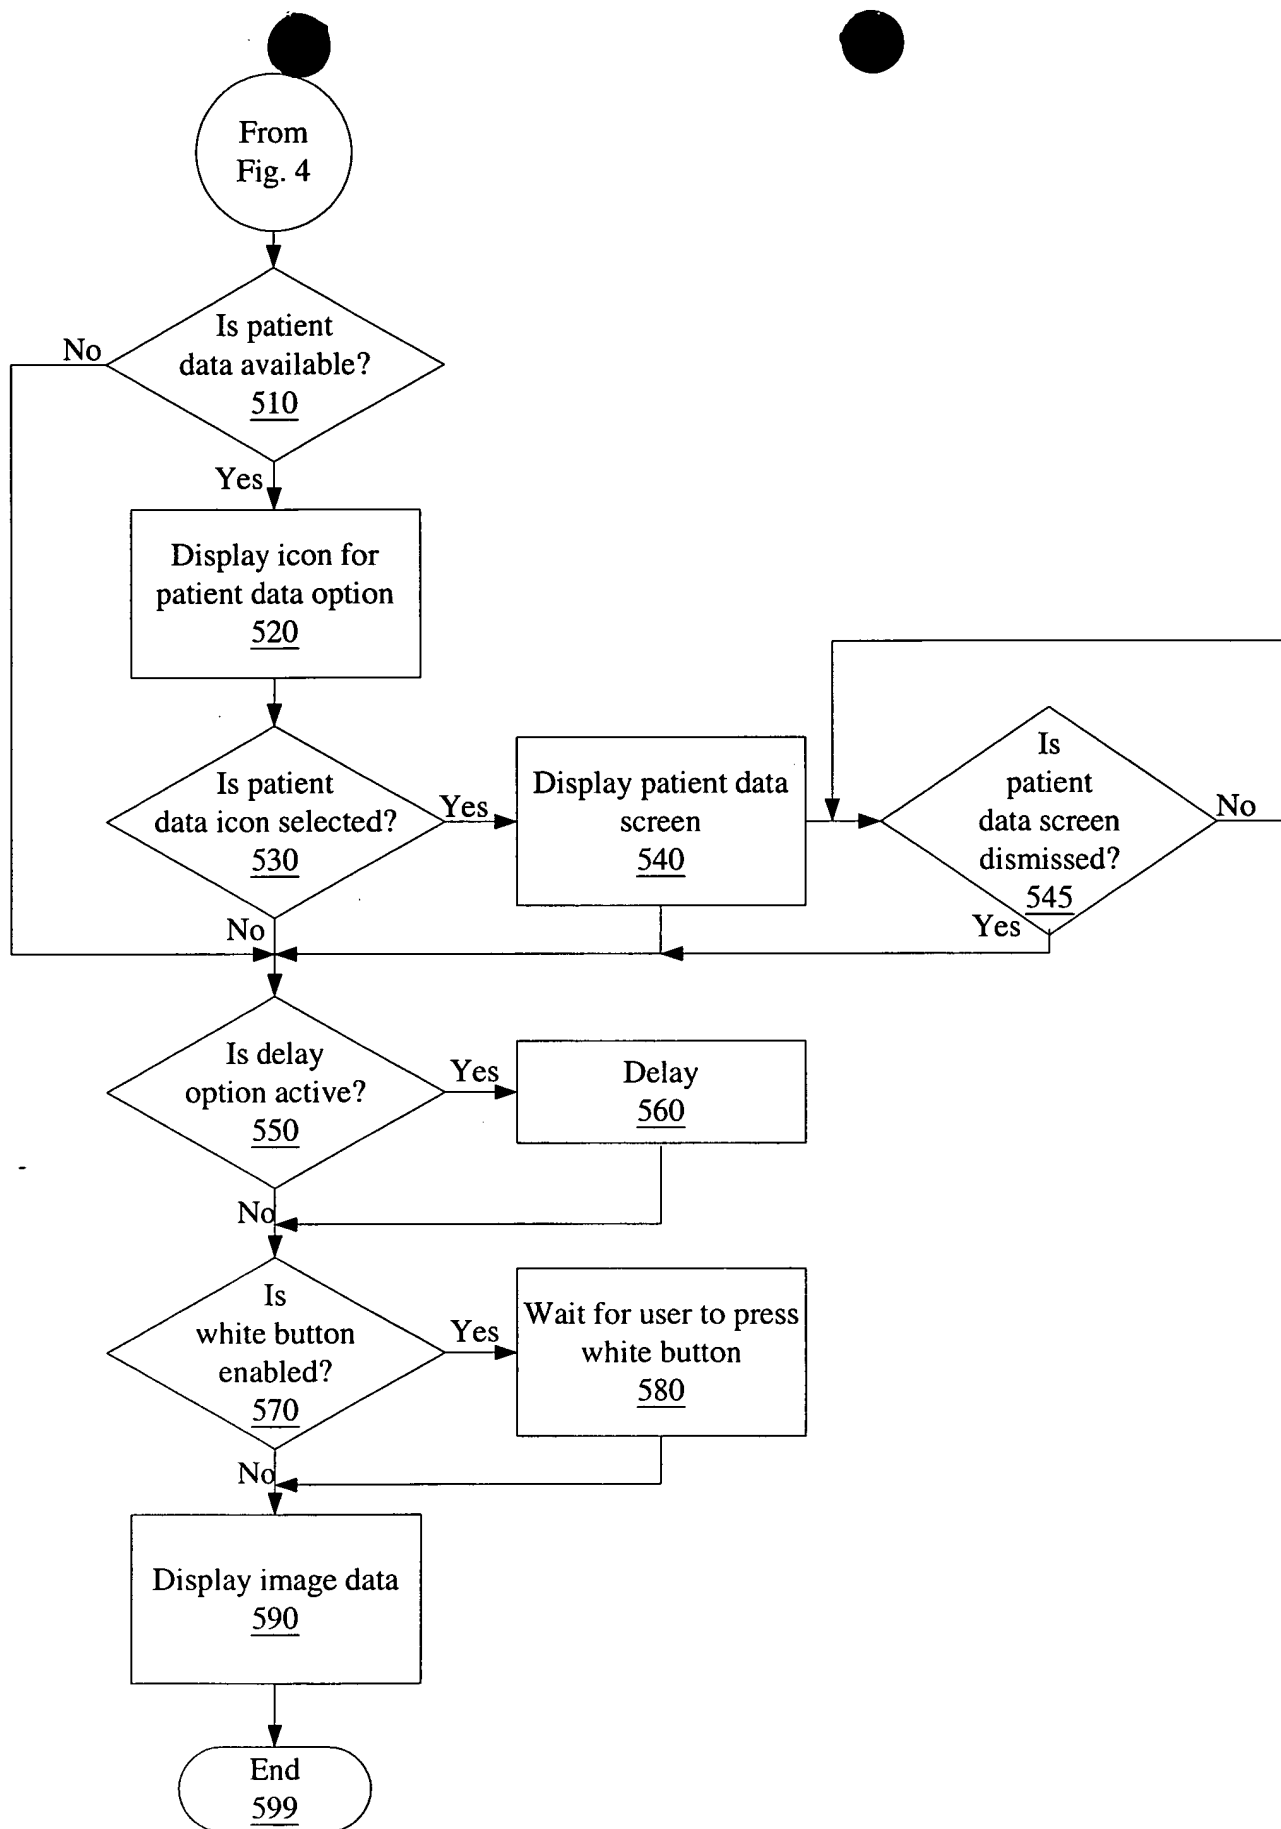 From
Fig. 4
Is patient
data available?
510
No
Yes
Display icon for
patient data option
520
Is patient
data icon selected?
530
Yes
No
Display patient data
screen
540
Is
patient
data screen
dismissed?
545
No
Yes
Is delay
option active?
550
Yes
No
Delay
560
Is
white button
enabled?
570
Yes
No
Wait for user to press
white button
580
Display image data
590
End
599